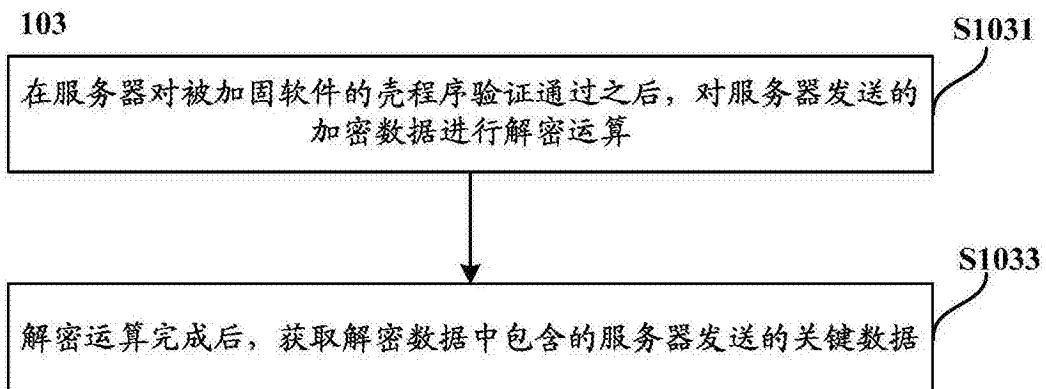 103
S1031
在服务器对被加固软件的壳程序验证通过之后，对服务器发送的
加密数据进行解密运算
S1033
解密运算完成后，获取解密数据中包含的服务器发送的关键数据